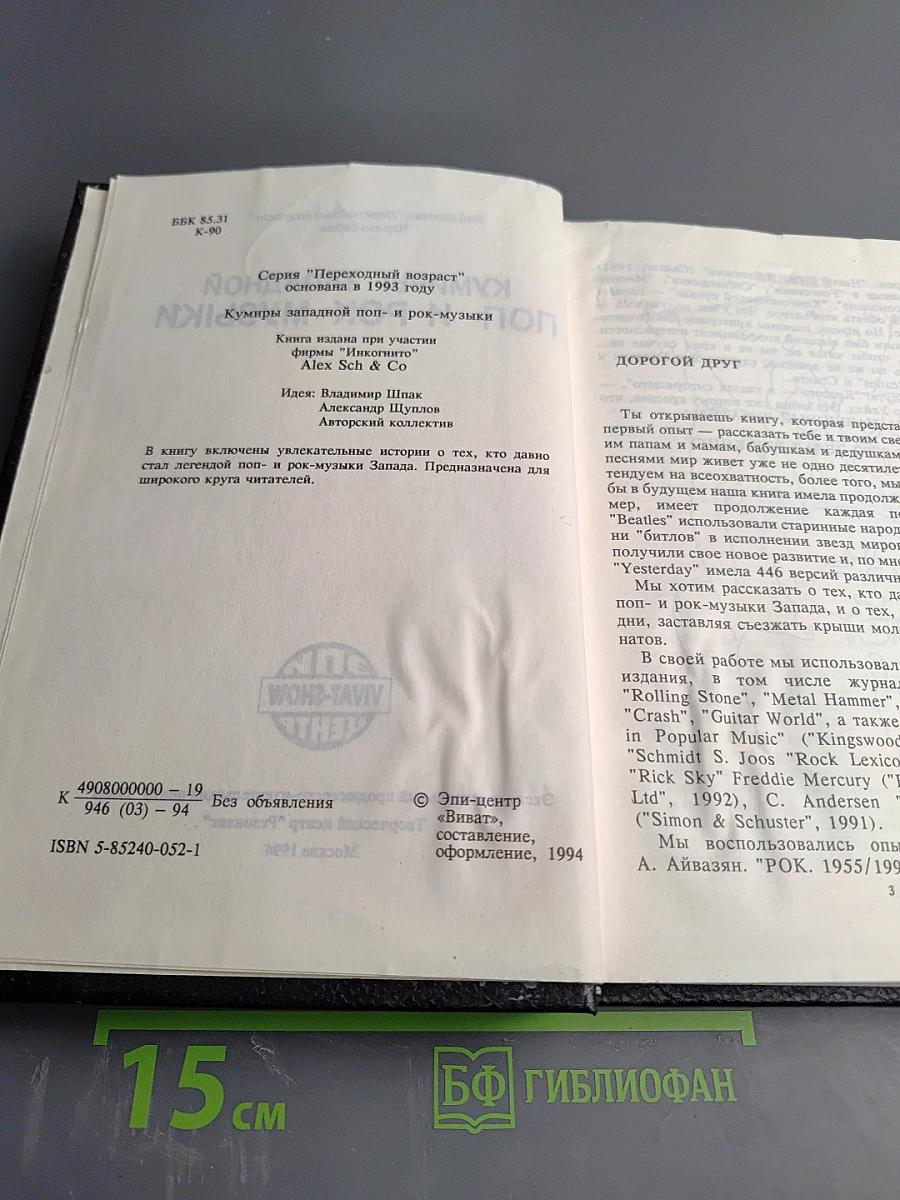 ББК 85.31
К-90
Серия "Переходный возраст"
основана в 1993 году
Кумиры западной поп- и рок-музыки
Книга издана при участии
фирмы "Инкогнито"
Alex Sch & Co
Идея: Владимир Шпак
Александр Щуплов
Авторский коллектив
В книгу включены увлекательные истории о тех, кто давно
стал легендой поп- и рок-музыки Запада. Предназначена для
широкого круга читателей.
К 4908000000 – 19
946 (03) – 94
Без объявления
ISBN 5-85240-052-1
© Эпи-центр
«Виват»,
составление,
оформление, 1994
ДОРОГОЙ ДРУГ
Ты открываешь книгу, которая предста
первый опыт — рассказать тебе и твоим све
им папам и мамам, бабушкам и дедушкам
песнями мир живет уже не одно десятилет
тендуем на всеохватность, более того, мы
бы в будущем наша книга имела продолж
мер, имеет продолжение каждая пе
"Beatles" использовали старинные народ
ни "битлов" в исполнении звезд миров
получили свое новое развитие и, по мне
"Yesterday" имела 446 версий различн
Мы хотим рассказать о тех, кто да
поп- и рок-музыки Запада, и о тех,
дни, заставляя съезжать крыши мол
натов.
В своей работе мы использовал
издания, в том числе журнал
"Rolling Stone", "Metal Hammer",
"Crash", "Guitar World", а также
in Popular Music" ("Kingswood
"Schmidt S. Joos "Rock Lexico
"Rick Sky" Freddie Mercury ("
Ltd", 1992), C. Andersen "
("Simon & Schuster", 1991).
Мы воспользовались опы
А. Айвазян. "РОК. 1955/199
3
15 см
БФ ГИБЛИОФАН